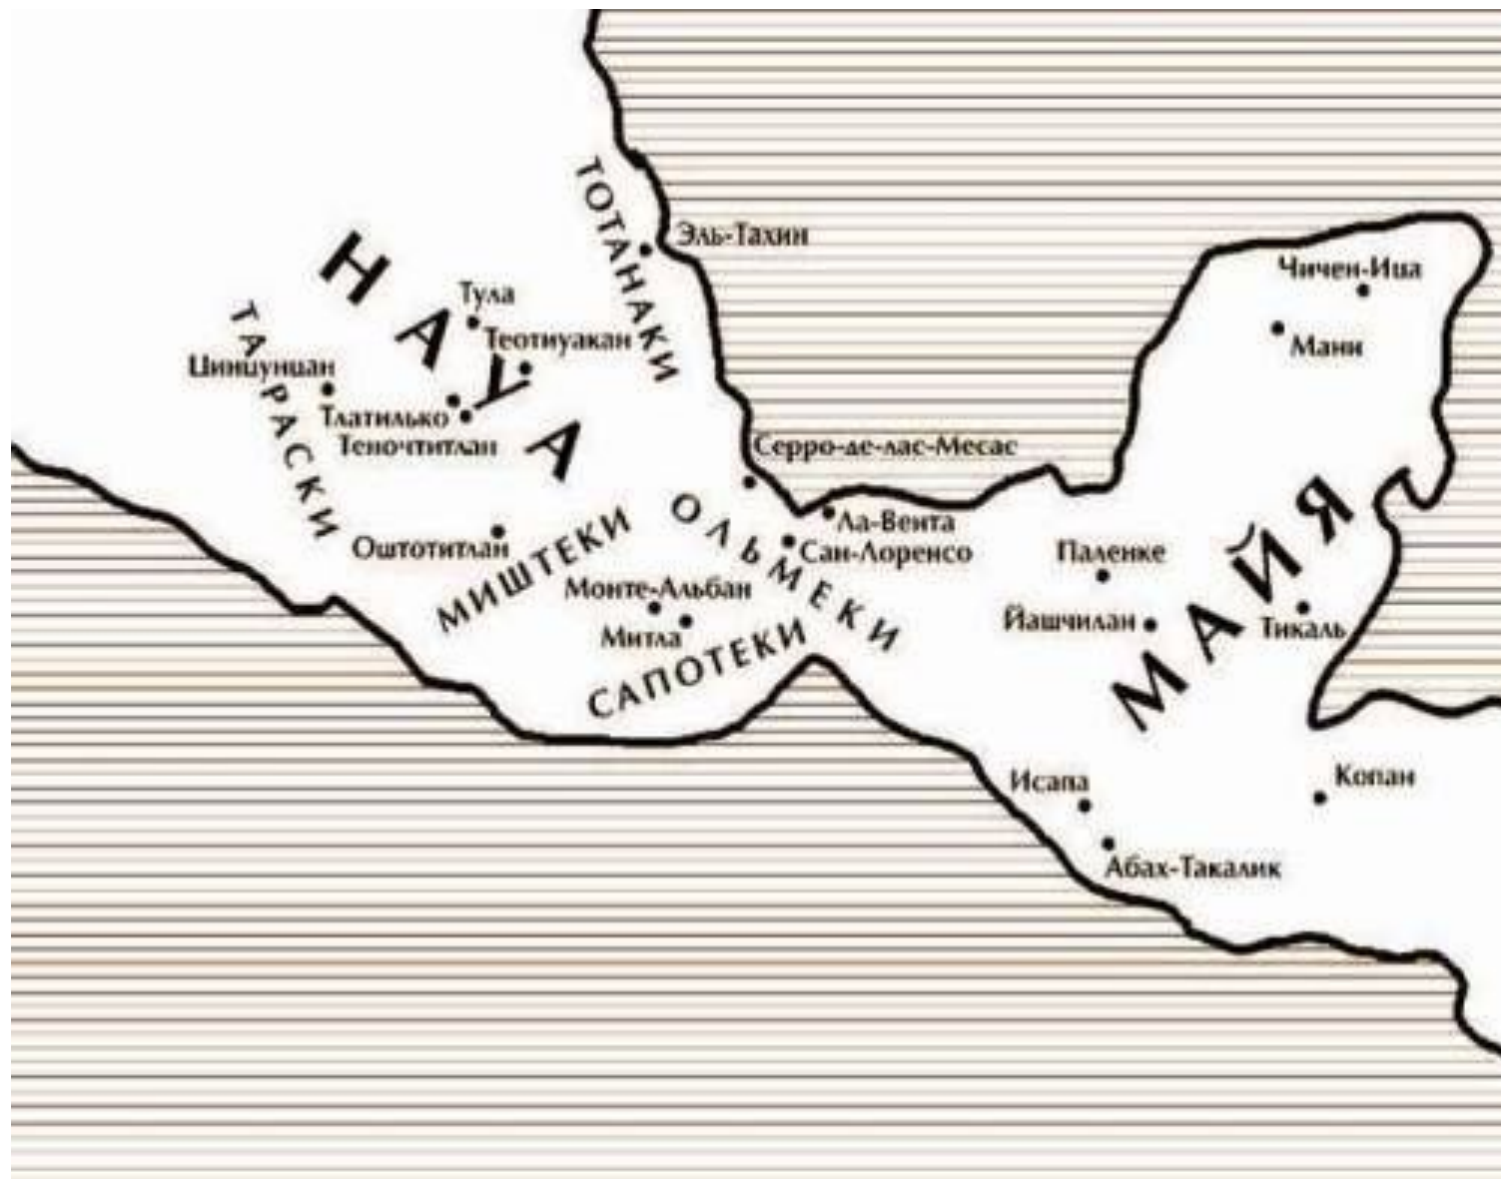 ТОТАНАКИ
Эль-Тахин
НАУА
Чичен-Ица
Тула
ТАРАСКИ
Теотиуакан
Мани
Цинцунцан
Тлатилько
Теночтитлан
Серро-де-лас-Месас
ОЛЬМЕКИ
МАЙЯ
Ла-Вента
Оштотитлан
МИШТЕКИ
Сан-Лоренсо
Паленке
Монте-Альбан
Йашчилан
Тикаль
Митла
САПОТЕКИ
Исапа
Копан
Абах-Такалик